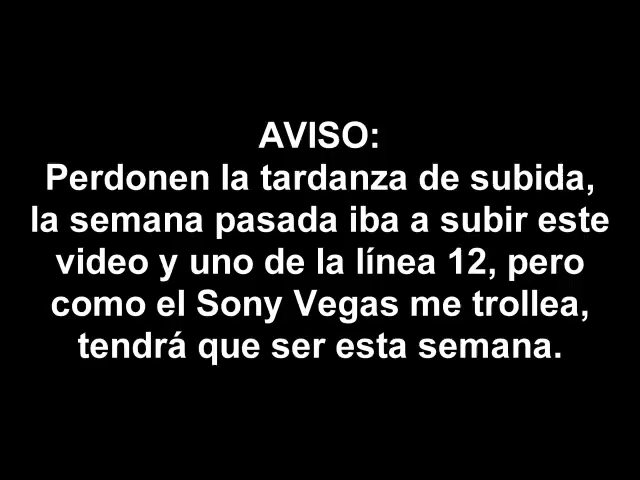 AVISO:
Perdonen la tardanza de subida,
la semana pasada iba a subir este
video y uno de la línea 12, pero
como el Sony Vegas me trollea,
tendrá que ser esta semana.